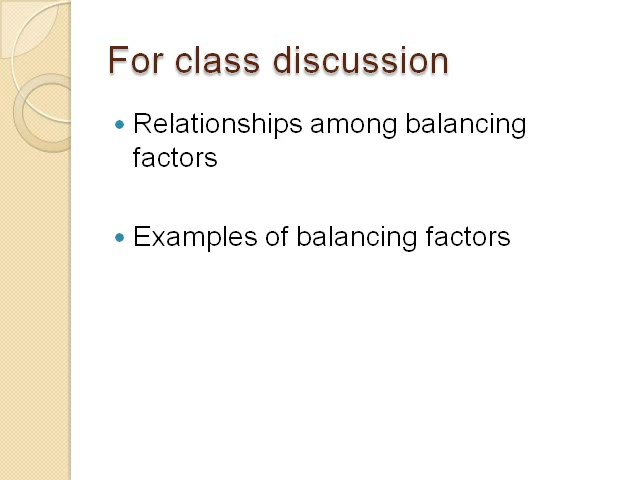 For class discussion
• Relationships among balancing
factors
• Examples of balancing factors